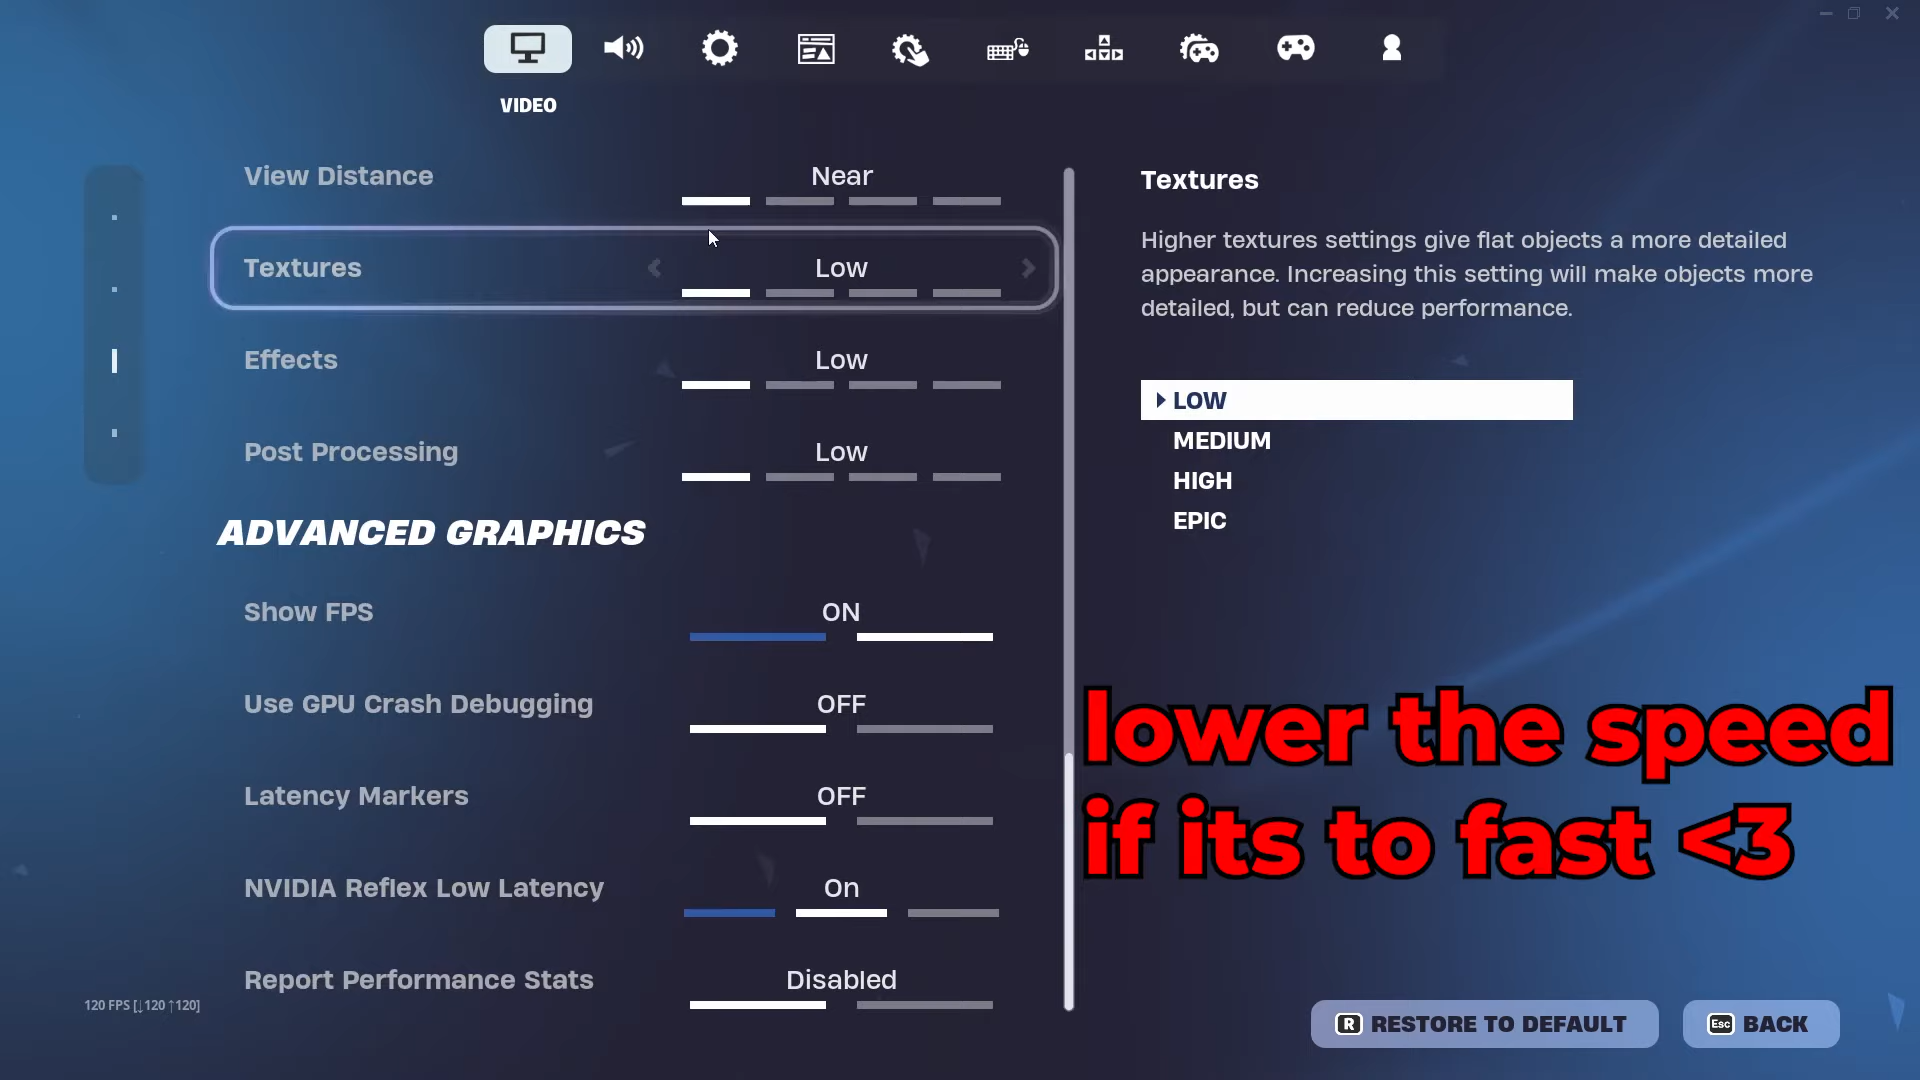 VIDEO
View Distance
Near
Textures
Low
Effects
Low
Post Processing
Low
ADVANCED GRAPHICS
Show FPS
ON
Use GPU Crash Debugging
OFF
Latency Markers
OFF
NVIDIA Reflex Low Latency
On
Report Performance Stats
Disabled
120 FPS [↓120 ↑120]
Textures
Higher textures settings give flat objects a more detailed
appearance. Increasing this setting will make objects more
detailed, but can reduce performance.
LOW
MEDIUM
HIGH
EPIC
lower the speed
if its to fast <3
R RESTORE TO DEFAULT
Esc BACK